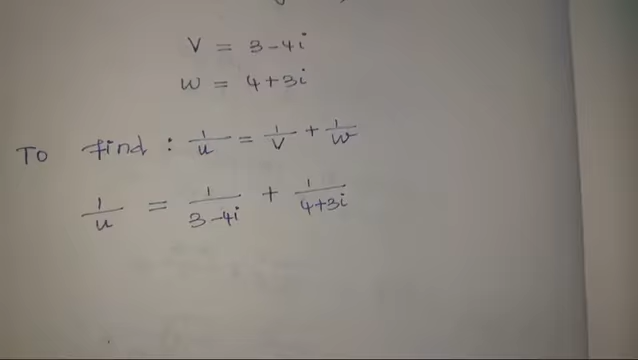 V = 3-4i
W = 4+3i
To find : 1/u = 1/V + 1/W
1/u = 1/3-4i + 1/4+3i